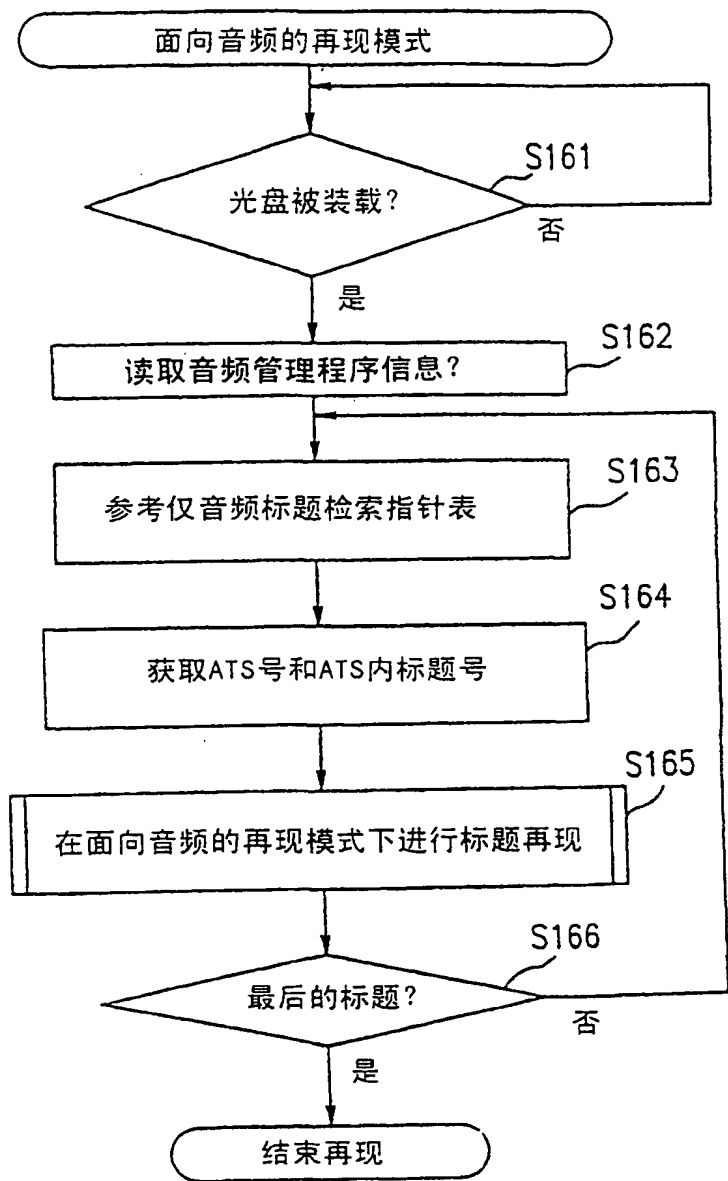 面向音频的再现模式
S161
光盘被装载?
否
是
S162
读取音频管理程序信息?
S163
参考仅音频标题检索指针表
S164
获取ATS号和ATS内标题号
S165
在面向音频的再现模式下进行标题再现
S166
最后的标题?
否
是
结束再现